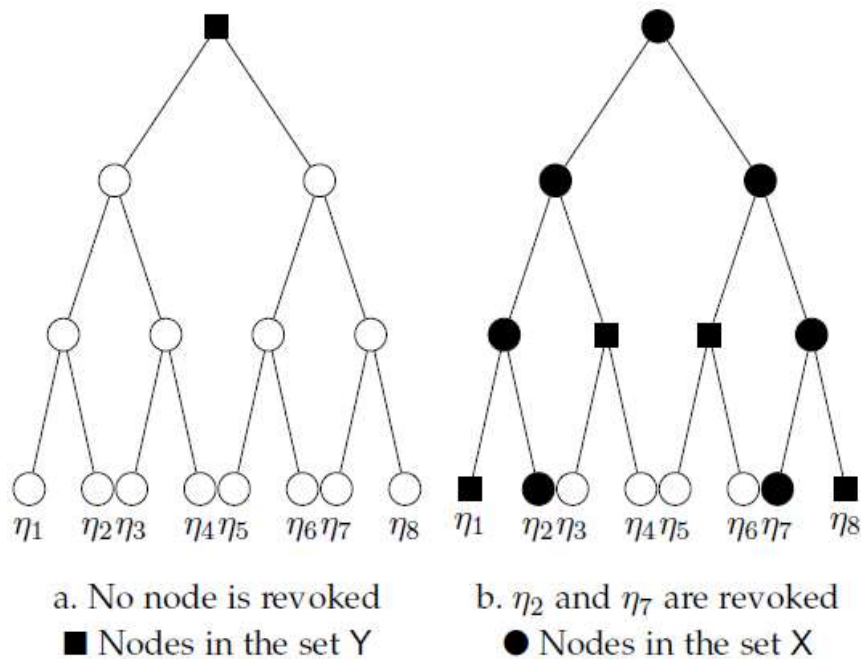 η₁ η₂ η₃ η₄ η₅ η₆ η₇ η₈
η₁ η₂ η₃ η₄ η₅ η₆ η₇ η₈
a. No node is revoked
■ Nodes in the set Y
b. η₂ and η₇ are revoked
● Nodes in the set X